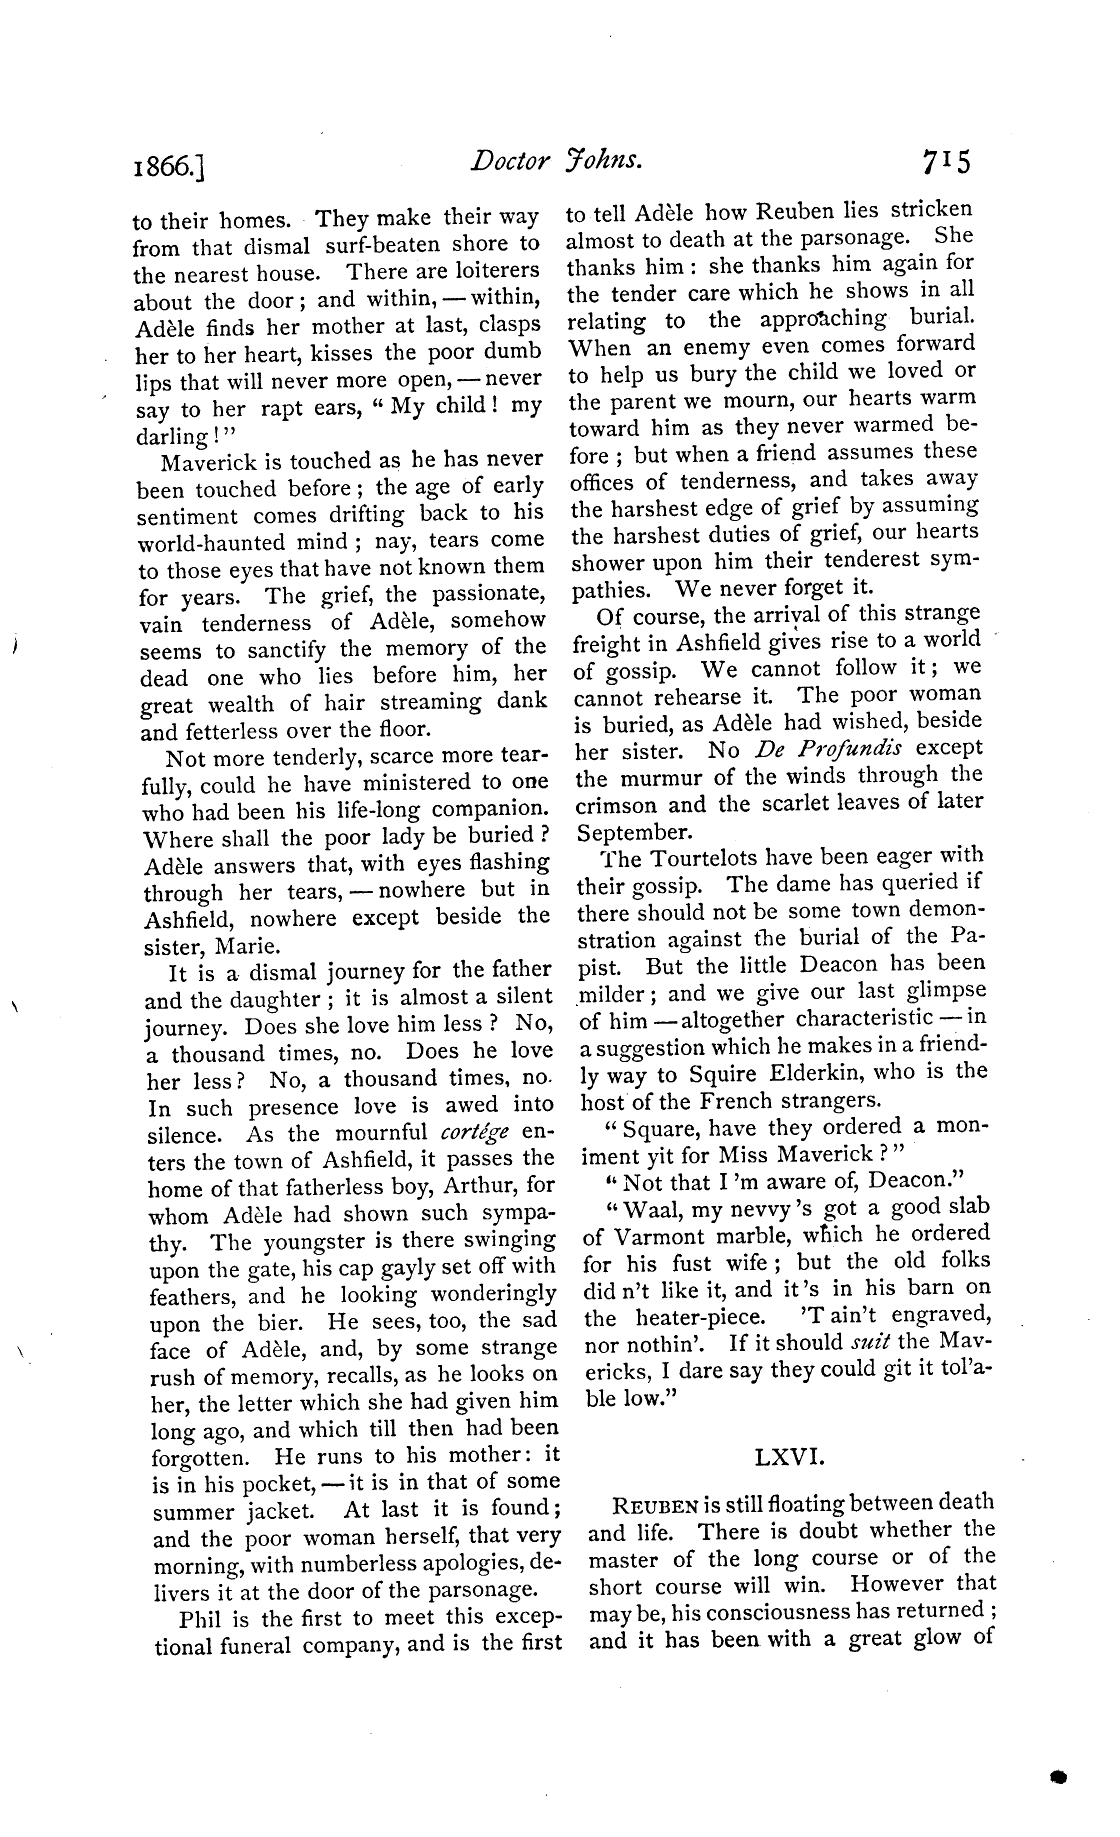 1866.] Doctor Johns. 715
to their homes. They make their way
from that dismal surf-beaten shore to
the nearest house. There are loiterers
about the door; and within, — within,
Adèle finds her mother at last, clasps
her to her heart, kisses the poor dumb
lips that will never more open, — never
say to her rapt ears, “ My child! my
darling!”
Maverick is touched as he has never
been touched before; the age of early
sentiment comes drifting back to his
world-haunted mind; nay, tears come
to those eyes that have not known them
for years. The grief, the passionate,
vain tenderness of Adèle, somehow
seems to sanctify the memory of the
dead one who lies before him, her
great wealth of hair streaming dank
and fetterless over the floor.
Not more tenderly, scarce more tear-
fully, could he have ministered to one
who had been his life-long companion.
Where shall the poor lady be buried?
Adèle answers that, with eyes flashing
through her tears, — nowhere but in
Ashfield, nowhere except beside the
sister, Marie.
It is a dismal journey for the father
and the daughter; it is almost a silent
journey. Does she love him less? No,
a thousand times, no. Does he love
her less? No, a thousand times, no.
In such presence love is awed into
silence. As the mournful cortége en-
ters the town of Ashfield, it passes the
home of that fatherless boy, Arthur, for
whom Adèle had shown such sympa-
thy. The youngster is there swinging
upon the gate, his cap gayly set off with
feathers, and he looking wonderingly
upon the bier. He sees, too, the sad
face of Adèle, and, by some strange
rush of memory, recalls, as he looks on
her, the letter which she had given him
long ago, and which till then had been
forgotten. He runs to his mother: it
is in his pocket, — it is in that of some
summer jacket. At last it is found;
and the poor woman herself, that very
morning, with numberless apologies, de-
livers it at the door of the parsonage.
Phil is the first to meet this excep-
tional funeral company, and is the first
to tell Adèle how Reuben lies stricken
almost to death at the parsonage. She
thanks him: she thanks him again for
the tender care which he shows in all
relating to the approaching burial.
When an enemy even comes forward
to help us bury the child we loved or
the parent we mourn, our hearts warm
toward him as they never warmed be-
fore; but when a friend assumes these
offices of tenderness, and takes away
the harshest edge of grief by assuming
the harshest duties of grief, our hearts
shower upon him their tenderest sym-
pathies. We never forget it.
Of course, the arrival of this strange
freight in Ashfield gives rise to a world
of gossip. We cannot follow it; we
cannot rehearse it. The poor woman
is buried, as Adèle had wished, beside
her sister. No De Profundis except
the murmur of the winds through the
crimson and the scarlet leaves of later
September.
The Tourtelots have been eager with
their gossip. The dame has queried if
there should not be some town demon-
stration against the burial of the Pa-
pist. But the little Deacon has been
milder; and we give our last glimpse
of him — altogether characteristic — in
a suggestion which he makes in a friend-
ly way to Squire Elderkin, who is the
host of the French strangers.
“ Square, have they ordered a mon-
iment yit for Miss Maverick?”
“ Not that I 'm aware of, Deacon.”
“ Waal, my nevvy 's got a good slab
of Varmont marble, which he ordered
for his fust wife; but the old folks
did n't like it, and it 's in his barn on
the heater-piece. 'T ain't engraved,
nor nothin'. If it should suit the Mav-
ericks, I dare say they could git it tol'a-
ble low.”
LXVI.
REUBEN is still floating between death
and life. There is doubt whether the
master of the long course or of the
short course will win. However that
may be, his consciousness has returned;
and it has been with a great glow of